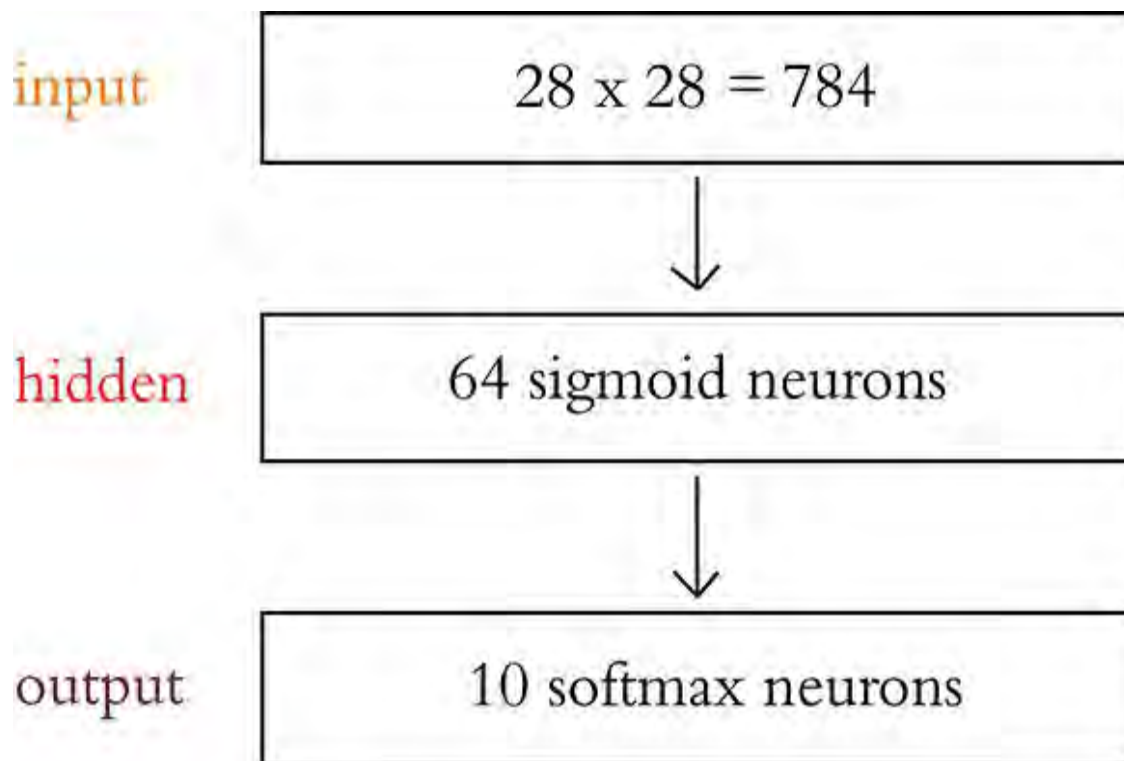 input
28 x 28 = 784
hidden
64 sigmoid neurons
output
10 softmax neurons